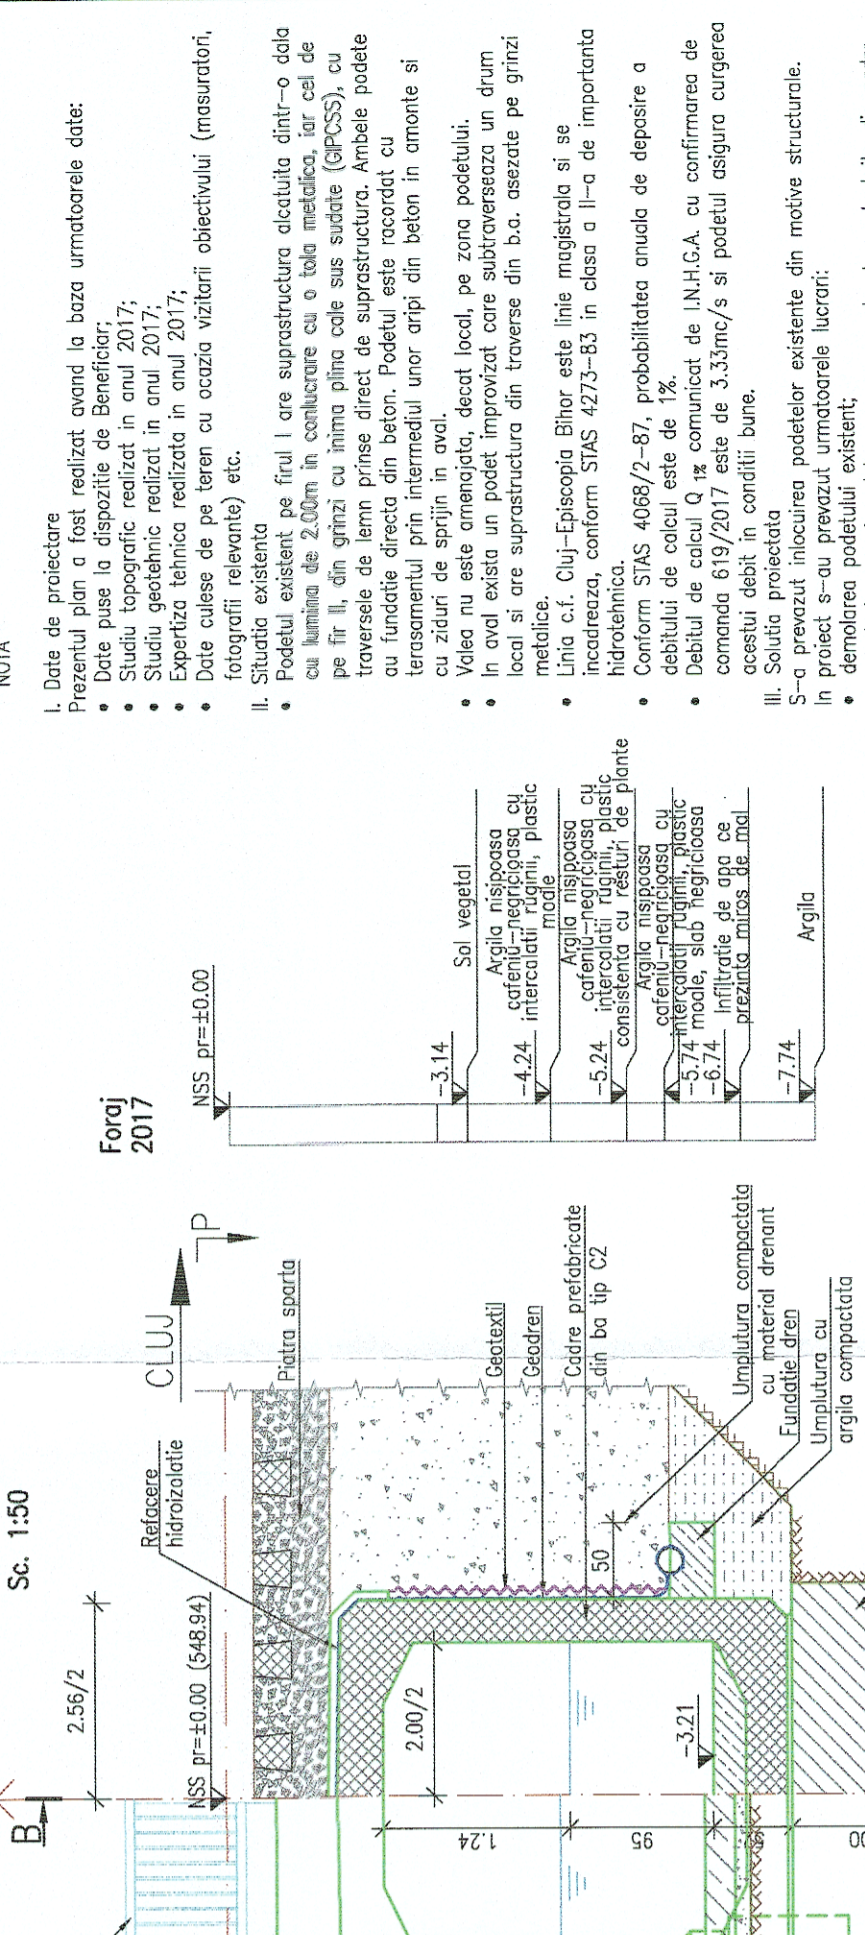 Sc. 1:50
B
2.56/2
NSS pr=±0.00 (548.94)
Refacere
hidroizolatie
CLUJ
P
Piatra sparta
2.00/2
1.24
95
-3.21
50
Geotextil
Geodren
Cadre prefabricate
din ba tip C2
Umplutura compactata
cu material drenant
Fundatie dren
Umplutura cu
argila compactata
Foraj
2017
NSS pr=±0.00
-3.14
Sol vegetal
-4.24
Argila nisipoasa
cafeniu-negricioasa cu
intercalatii ruginii, plastic
moale
-5.24
Argila nisipoasa
cafeniu-negricioasa cu
intercalatii ruginii, plastic
consistenta cu resturi de plante
-5.74
Argila nisipoasa
cafeniu-negricioasa cu
intercalatii ruginii, plastic
moale, slab negricioasa
-6.74
Infiltratie de apa ce
prezinta miros de mal
-7.74
Argila
NOTA
I. Date de proiectare
Prezentul plan a fost realizat avand la baza urmatoarele date:
• Date puse la dispozitie de Beneficiar;
• Studiu topografic realizat in anul 2017;
• Studiu geotehnic realizat in anul 2017;
• Expertiza tehnica realizata in anul 2017;
• Date culese de pe teren cu ocazia vizitarii obiectivului (masuratori,
fotografii relevante) etc.
II. Situatia existenta
• Podetul existent pe firul I are suprastructura alcatuita dintr-o dala
cu lumina de 2.00m in conlucrare cu o tola metalica, iar cel de
pe fir II, din grinzi cu inima plina cale sus sudate (GIPCSS), cu
traversele de lemn prinse direct de suprastructura. Ambele podete
au fundatie directa din beton. Podetul este racordat cu
terasamentul prin intermediul unor aripi din beton in amonte si
cu ziduri de sprijin in aval.
• Valea nu este amenajata, decat local, pe zona podetului.
• In aval exista un podet improvizat care subtraverseaza un drum
local si are suprastructura din traverse din b.a. asezate pe grinzi
metalice.
• Linia c.f. Cluj-Episcopia Bihor este linie magistrala si se
incadreaza, conform STAS 4273-83 in clasa a II-a de importanta
hidrotehnica.
• Conform STAS 4068/2-87, probabilitatea anuala de depasire a
debitului de calcul este de 1%.
• Debitul de calcul Q 1% comunicat de I.N.H.G.A. cu confirmarea de
comanda 619/2017 este de 3.33mc/s si podetul asigura curgerea
acestui debit in conditii bune.
III. Solutia proiectata
S-a prevazut inlocuirea podetelor existente din motive structurale.
In proiect s-au prevazut urmatoarele lucrari:
• demolarea podetului existent;